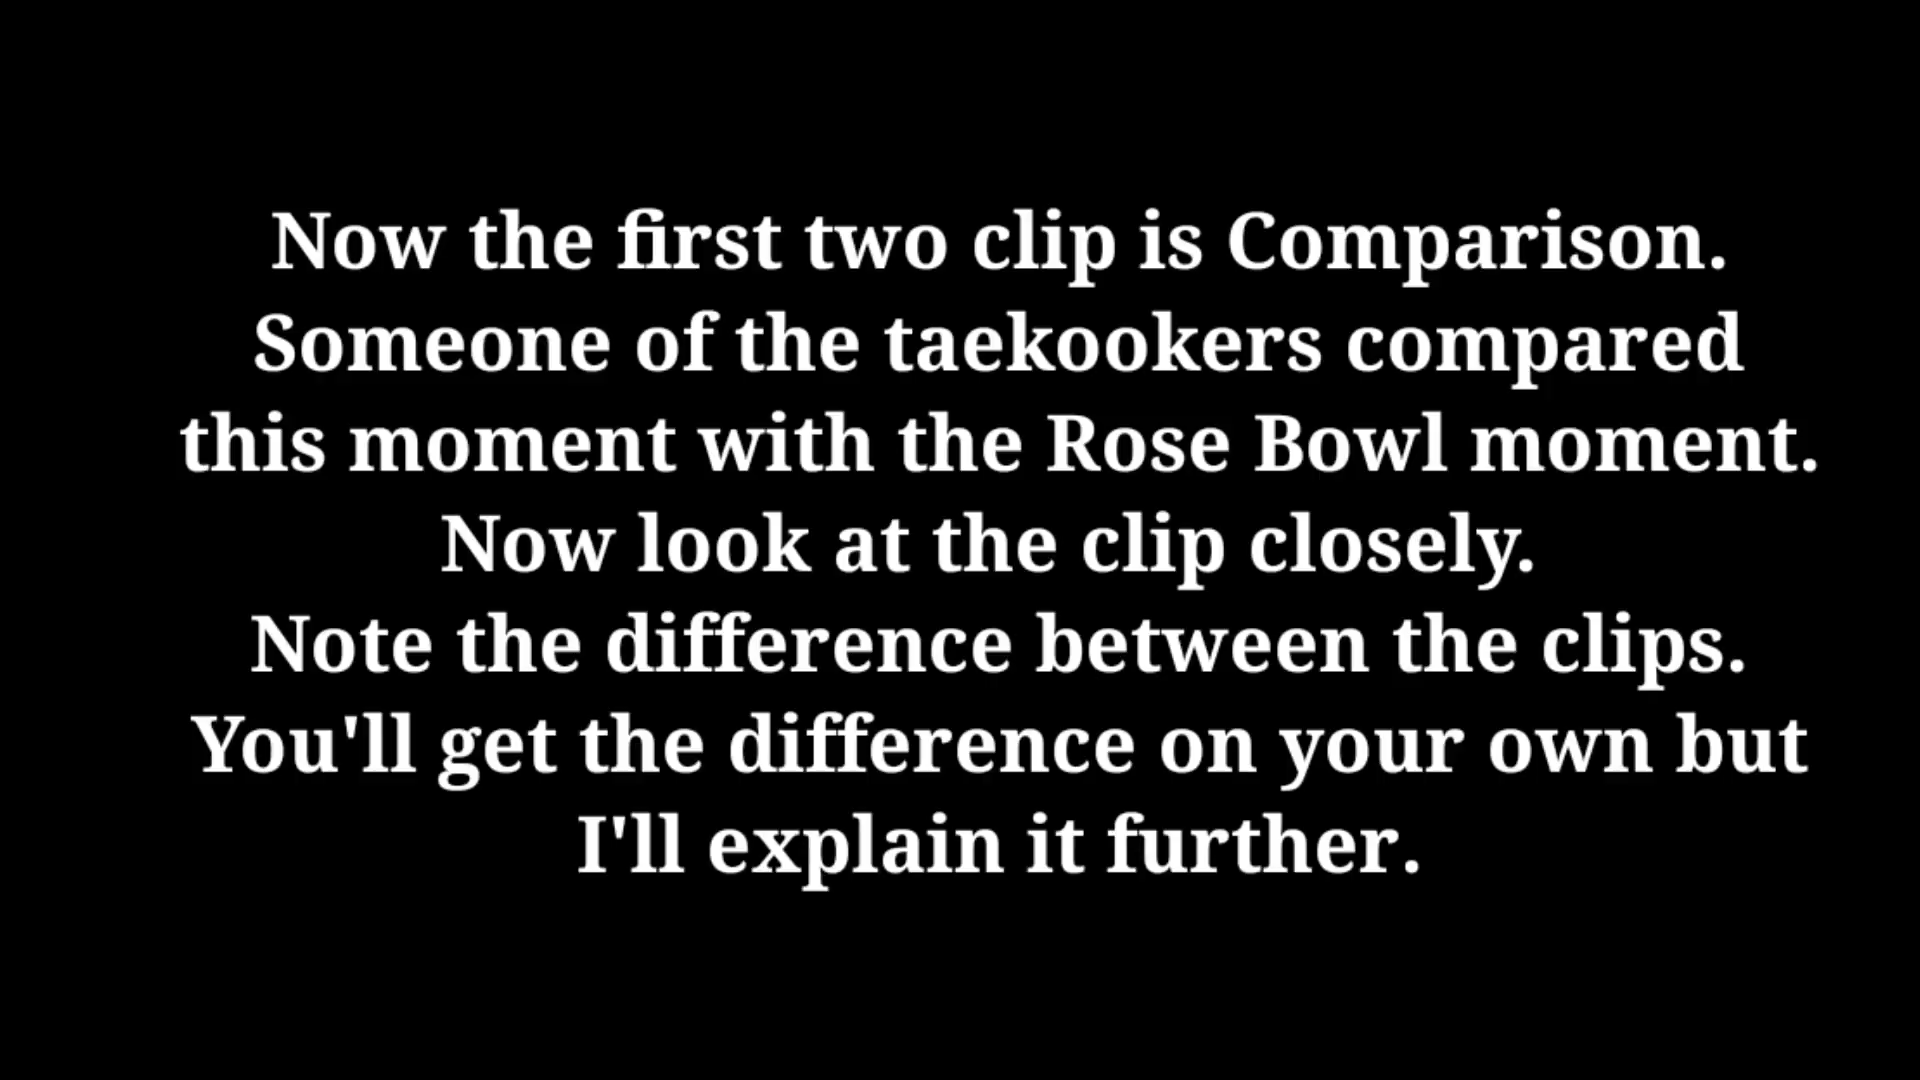 Now the first two clip is Comparison.
Someone of the taekookers compared
this moment with the Rose Bowl moment.
Now look at the clip closely.
Note the difference between the clips.
You'll get the difference on your own but
I'll explain it further.